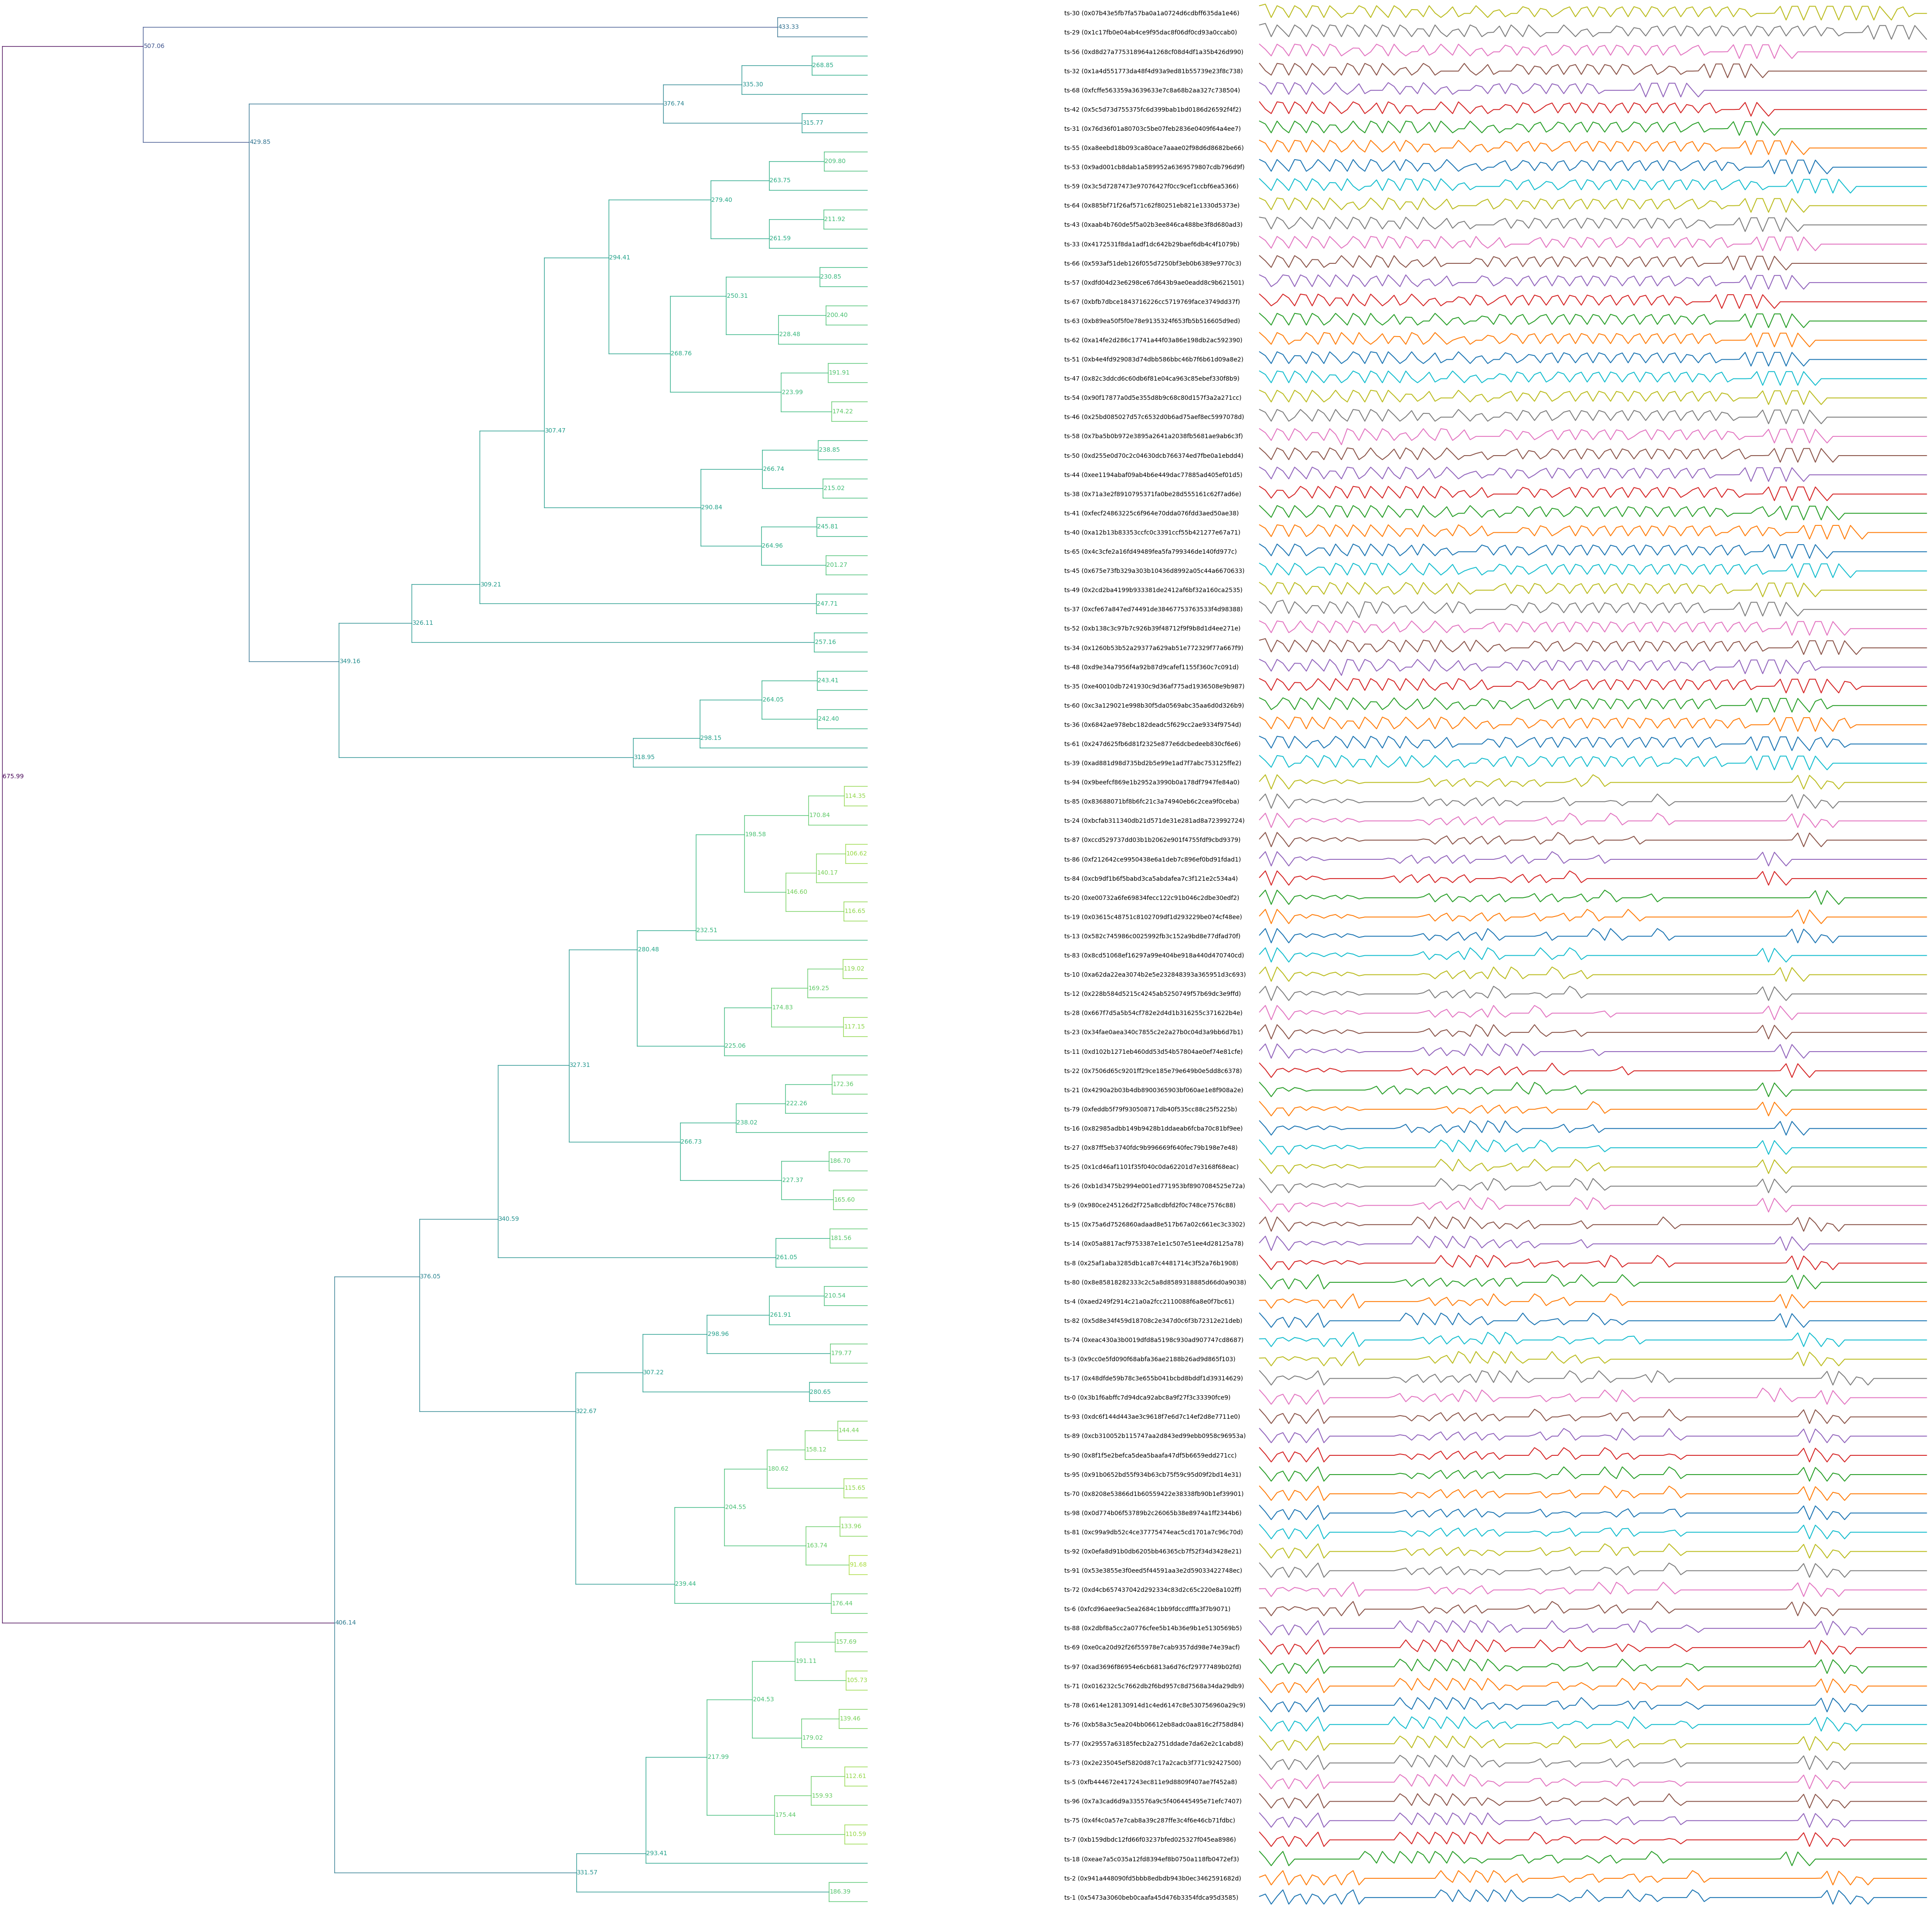 433.33
507.06
268.85
335.30
376.74
315.77
429.85
209.80
263.75
279.40
211.92
261.59
294.41
230.85
250.31
200.40
228.48
268.76
191.91
223.99
174.22
307.47
238.85
266.74
215.02
290.84
245.81
264.96
201.27
309.21
247.71
326.11
257.16
349.16
243.41
264.05
242.40
298.15
318.95
675.99
114.35
170.84
198.58
106.62
140.17
146.60
116.65
232.51
280.48
119.02
169.25
174.83
117.15
225.06
327.31
172.36
222.26
238.02
266.73
186.70
227.37
165.60
340.59
181.56
261.05
376.05
210.54
261.91
298.96
179.77
307.22
280.65
322.67
144.44
158.12
180.62
115.65
204.55
133.96
163.74
91.68
239.44
176.44
406.14
157.69
191.11
105.73
204.53
139.46
179.02
217.99
112.61
159.93
175.44
110.59
293.41
331.57
186.39
ts-30 (0x07b43e5fb7fa57ba0a1a0724d6cdbff635da1e46)
ts-29 (0x1c17fb0e04ab4ce9f95dac8f06df0cd93a0ccab0)
ts-56 (0xd8d27a775318964a1268cf08d4df1a35b426d990)
ts-32 (0x1a4d551773da48f4d93a9ed81b55739e23f8c738)
ts-68 (0xfcffe563359a3639633e7c8a68b2aa327c738504)
ts-42 (0x5c5d73d755375fc6d399bab1bd0186d26592f4f2)
ts-31 (0x76d36f01a80703c5be07feb2836e0409f64a4ee7)
ts-55 (0xa8eebd18b093ca80ace7aaae02f98d6d8682be66)
ts-53 (0x9ad001cb8dab1a589952a6369579807cdb796d9f)
ts-59 (0x3c5d7287473e97076427f0cc9cef1ccbf6ea5366)
ts-64 (0x885bf71f26af571c62f80251eb821e1330d5373e)
ts-43 (0xaab4b760de5f5a02b3ee846ca488be3f8d680ad3)
ts-33 (0x4172531f8da1adf1dc642b29baef6db4c4f1079b)
ts-66 (0x593af51deb126f055d7250bf3eb0b6389e9770c3)
ts-57 (0xdfd04d23e6298ce67d643b9ae0eadd8c9b621501)
ts-67 (0xbfb7dbce1843716226cc5719769face3749dd37f)
ts-63 (0xb89ea50f5f0e78e9135324f653fb5b516605d9ed)
ts-62 (0xa14fe2d286c17741a44f03a86e198db2ac592390)
ts-51 (0xb4e4fd929083d74dbb586bbc46b7f6b61d09a8e2)
ts-47 (0x82c3ddcd6c60db6f81e04ca963c85ebef330f8b9)
ts-54 (0x90f17877a0d5e355d8b9c68c80d157f3a2a271cc)
ts-46 (0x25bd085027d57c6532d0b6ad75aef8ec5997078d)
ts-58 (0x7ba5b0b972e3895a2641a2038fb5681ae9ab6c3f)
ts-50 (0xd255e0d70c2c04630dcb766374ed7fbe0a1ebdd4)
ts-44 (0xee1194abaf09ab4b6e449dac77885ad405ef01d5)
ts-38 (0x71a3e2f8910795371fa0be28d555161c62f7ad6e)
ts-41 (0xfecf24863225c6f964e70dda076fdd3aed50ae38)
ts-40 (0xa12b13b83353ccfc0c3391ccf55b421277e67a71)
ts-65 (0x4c3cfe2a16fd49489fea5fa799346de140fd977c)
ts-45 (0x675e73fb329a303b10436d8992a05c44a6670633)
ts-49 (0x2cd2ba4199b933381de2412af6bf32a160ca2535)
ts-37 (0xcfe67a847ed74491de38467753763533f4d98388)
ts-52 (0xb138c3c97b7c926b39f48712f9f9b8d1d4ee271e)
ts-34 (0x1260b53b52a29377a629ab51e772329f77a667f9)
ts-48 (0xd9e34a7956f4a92b87d9cafef1155f360c7c091d)
ts-35 (0xe40010db7241930c9d36af775ad1936508e9b987)
ts-60 (0xc3a129021e998b30f5da0569abc35aa6d0d326b9)
ts-36 (0x6842ae978ebc182deadc5f629cc2ae9334f9754d)
ts-61 (0x247d625fb6d81f2325e877e6dcbedeeb830cf6e6)
ts-39 (0xad881d98d735bd2b5e99e1ad7f7abc753125ffe2)
ts-94 (0x9beefcf869e1b2952a3990b0a178df7947fe84a0)
ts-85 (0x83688071bf8b6fc21c3a74940eb6c2cea9f0ceba)
ts-24 (0xbcfab311340db21d571de31e281ad8a723992724)
ts-87 (0xccd529737dd03b1b2062e901f4755fdf9cbd9379)
ts-86 (0xf212642ce9950438e6a1deb7c896ef0bd91fdad1)
ts-84 (0xcb9df1b6f5babd3ca5abdafea7c3f121e2c534a4)
ts-20 (0xe00732a6fe69834fecc122c91b046c2dbe30edf2)
ts-19 (0x03615c48751c8102709df1d293229be074cf48ee)
ts-13 (0x582c745986c0025992fb3c152a9bd8e77dfad70f)
ts-83 (0x8cd51068ef16297a99e404be918a440d470740cd)
ts-10 (0xa62da22ea3074b2e5e232848393a365951d3c693)
ts-12 (0x228b584d5215c4245ab5250749f57b69dc3e9ffd)
ts-28 (0x667f7d5a5b54cf782e2d4d1b316255c371622b4e)
ts-23 (0x34fae0aea340c7855c2e2a27b0c04d3a9bb6d7b1)
ts-11 (0xd102b1271eb460dd53d54b57804ae0ef74e81cfe)
ts-22 (0x7506d65c9201ff29ce185e79e649b0e5dd8c6378)
ts-21 (0x4290a2b03b4db8900365903bf060ae1e8f908a2e)
ts-79 (0xfeddb5f79f930508717db40f535cc88c25f5225b)
ts-16 (0x82985adbb149b9428b1ddaeab6fcba70c81bf9ee)
ts-27 (0x87ff5eb3740fdc9b996669f640fec79b198e7e48)
ts-25 (0x1cd46af1101f35f040c0da62201d7e3168f68eac)
ts-26 (0xb1d3475b2994e001ed771953bf8907084525e72a)
ts-9 (0x980ce245126d2f725a8cdbfd2f0c748ce7576c88)
ts-15 (0x75a6d7526860adaad8e517b67a02c661ec3c3302)
ts-14 (0x05a8817acf9753387e1e1c507e51ee4d28125a78)
ts-8 (0x25af1aba3285db1ca87c4481714c3f52a76b1908)
ts-80 (0x8e85818282333c2c5a8d8589318885d66d0a9038)
ts-4 (0xaed249f2914c21a0a2fcc2110088f6a8e0f7bc61)
ts-82 (0x5d8e34f459d18708c2e347d0c6f3b72312e21deb)
ts-74 (0xeac430a3b0019dfd8a5198c930ad907747cd8687)
ts-3 (0x9cc0e5fd090f68abfa36ae2188b26ad9d865f103)
ts-17 (0x48dfde59b78c3e655b041bcbd8bddf1d39314629)
ts-0 (0x3b1f6abffc7d94dca92abc8a9f27f3c33390fce9)
ts-93 (0xdc6f144d443ae3c9618f7e6d7c14ef2d8e7711e0)
ts-89 (0xcb310052b115747aa2d843ed99ebb0958c96953a)
ts-90 (0x8f1f5e2befca5dea5baafa47df5b6659edd271cc)
ts-95 (0x91b0652bd55f934b63cb75f59c95d09f2bd14e31)
ts-70 (0x8208e53866d1b60559422e38338fb90b1ef39901)
ts-98 (0x0d774b06f53789b2c26065b38e8974a1ff2344b6)
ts-81 (0xc99a9db52c4ce37775474eac5cd1701a7c96c70d)
ts-92 (0x0efa8d91b0db6205bb46365cb7f52f34d3428e21)
ts-91 (0x53e3855e3f0eed5f44591aa3e2d59033422748ec)
ts-72 (0xd4cb657437042d292334c83d2c65c220e8a102ff)
ts-6 (0xfcd96aee9ac5ea2684c1bb9fdccdfffa3f7b9071)
ts-88 (0x2dbf8a5cc2a0776cfee5b14b36e9b1e5130569b5)
ts-69 (0xe0ca20d92f26f55978e7cab9357dd98e74e39acf)
ts-97 (0xad3696f86954e6cb6813a6d76cf29777489b02fd)
ts-71 (0x016232c5c7662db2f6bd957c8d7568a34da29db9)
ts-78 (0x614e128130914d1c4ed6147c8e530756960a29c9)
ts-76 (0xb58a3c5ea204bb06612eb8adc0aa816c2f758d84)
ts-77 (0x29557a63185fecb2a2751ddade7da62e2c1cabd8)
ts-73 (0x2e235045ef5820d87c17a2cacb3f771c92427500)
ts-5 (0xfb444672e417243ec811e9d8809f407ae7f452a8)
ts-96 (0x7a3cad6d9a335576a9c5f406445495e71efc7407)
ts-75 (0x4f4c0a57e7cab8a39c287ffe3c4f6e46cb71fdbc)
ts-7 (0xb159dbdc12fd66f03237bfed025327f045ea8986)
ts-18 (0xeae7a5c035a12fd8394ef8b0750a118fb0472ef3)
ts-2 (0x941a448090fd5bbb8edbdb943b0ec3462591682d)
ts-1 (0x5473a3060beb0caafa45d476b3354fdca95d3585)